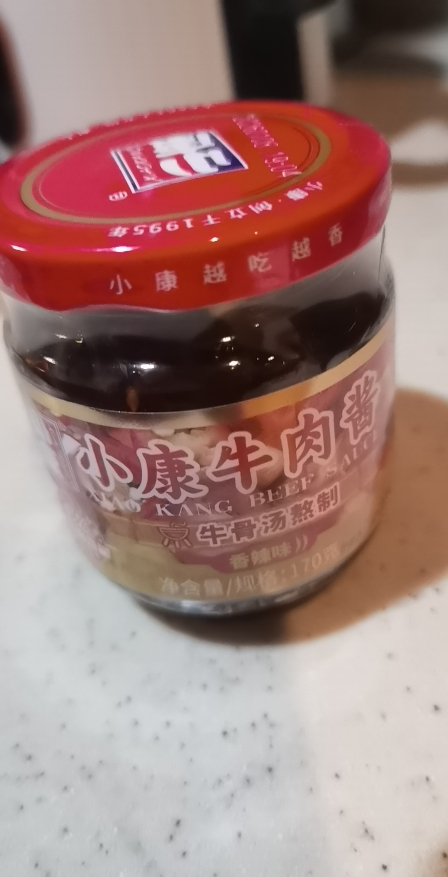 小康·创立于1995年
小康越吃越香
小康牛肉酱
XIAO KANG BEEF SAUCE
牛骨汤熬制
香辣味
净含量/规格:170克